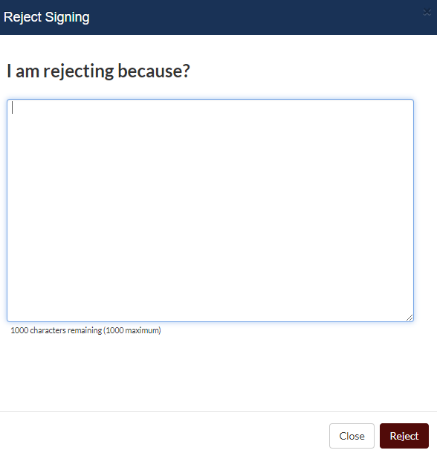 Reject Signing
I am rejecting because?
1000 characters remaining (1000 maximum)
Close
Reject